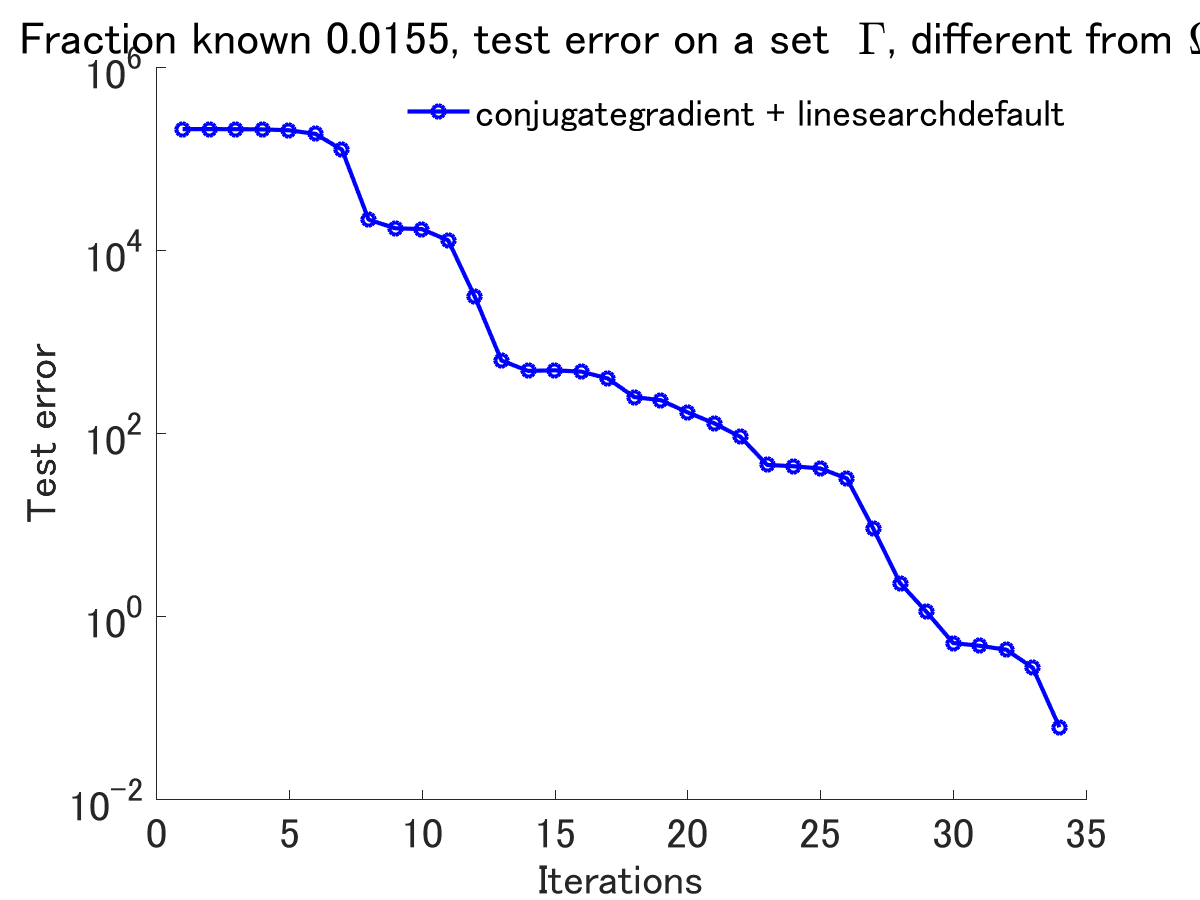 Fraction known 0.0155, test error on a set Γ, different from Ω
10^6
conjugategradient + linesearchdefault
10^4
10^2
10^0
10^-2
Test error
0 5 10 15 20 25 30 35
Iterations